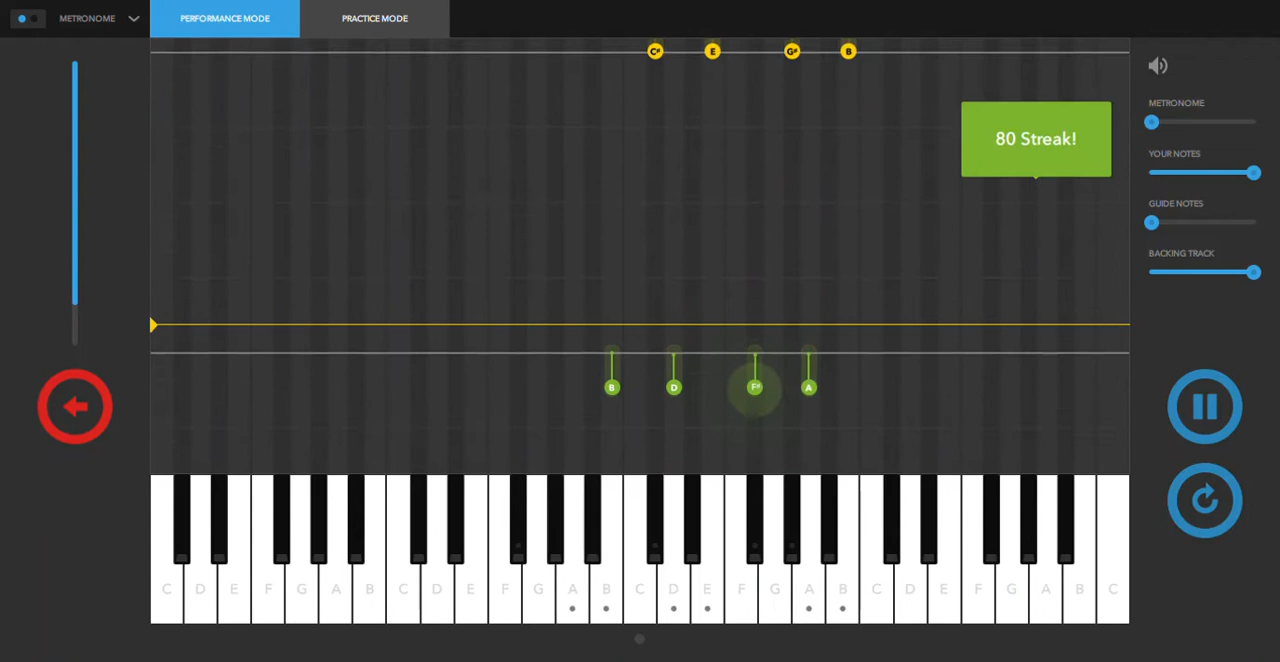 METRONOME
PERFORMANCE MODE
PRACTICE MODE
C# E G# B
80 Streak!
METRONOME
YOUR NOTES
GUIDE NOTES
BACKING TRACK
B D F# A
C D E F G A B C D E F G A B C D E F G A B C D E F G A B C